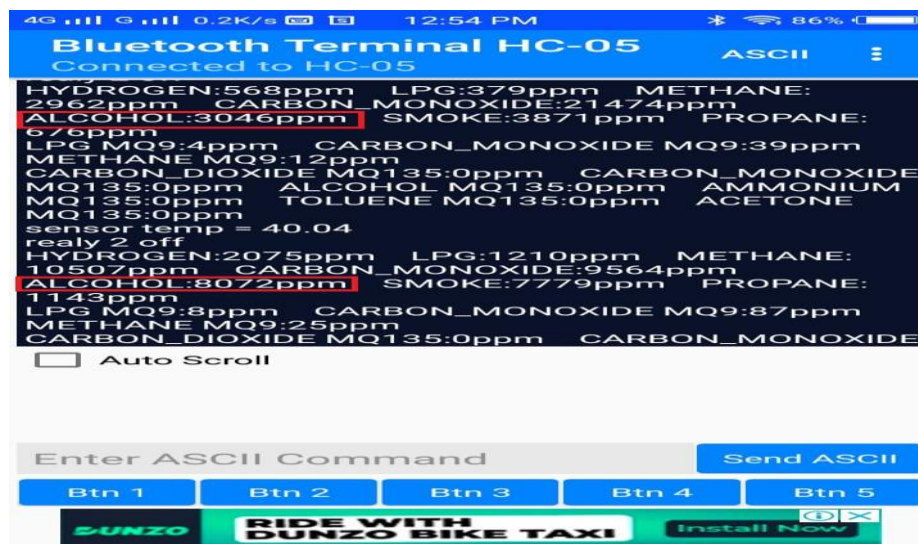 4G G 0.2K/s 12:54 PM 86%
Bluetooth Terminal HC-05
ASCII
Connected to HC-05
HYDROGEN:568ppm LPG:379ppm METHANE:
2962ppm CARBON_MONOXIDE:21474ppm
ALCOHOL:3046ppm SMOKE:3871ppm PROPANE:
676ppm
LPG MQ9:4ppm CARBON_MONOXIDE MQ9:39ppm
METHANE MQ9:12ppm
CARBON_DIOXIDE MQ135:0ppm CARBON_MONOXIDE
MQ135:0ppm ALCOHOL MQ135:0ppm AMMONIUM
MQ135:0ppm TOLUENE MQ135:0ppm ACETONE
MQ135:0ppm
sensor temp = 40.04
realy 2 off
HYDROGEN:2075ppm LPG:1210ppm METHANE:
10507ppm CARBON_MONOXIDE:9564ppm
ALCOHOL:8072ppm SMOKE:7779ppm PROPANE:
1143ppm
LPG MQ9:8ppm CARBON_MONOXIDE MQ9:87ppm
METHANE MQ9:25ppm
CARBON_DIOXIDE MQ135:0ppm CARBON_MONOXIDE
Auto Scroll
Enter ASCII Command
Send ASCII
Btn 1 Btn 2 Btn 3 Btn 4 Btn 5
DUNZO
RIDE WITH
DUNZO BIKE TAXI
Install Now